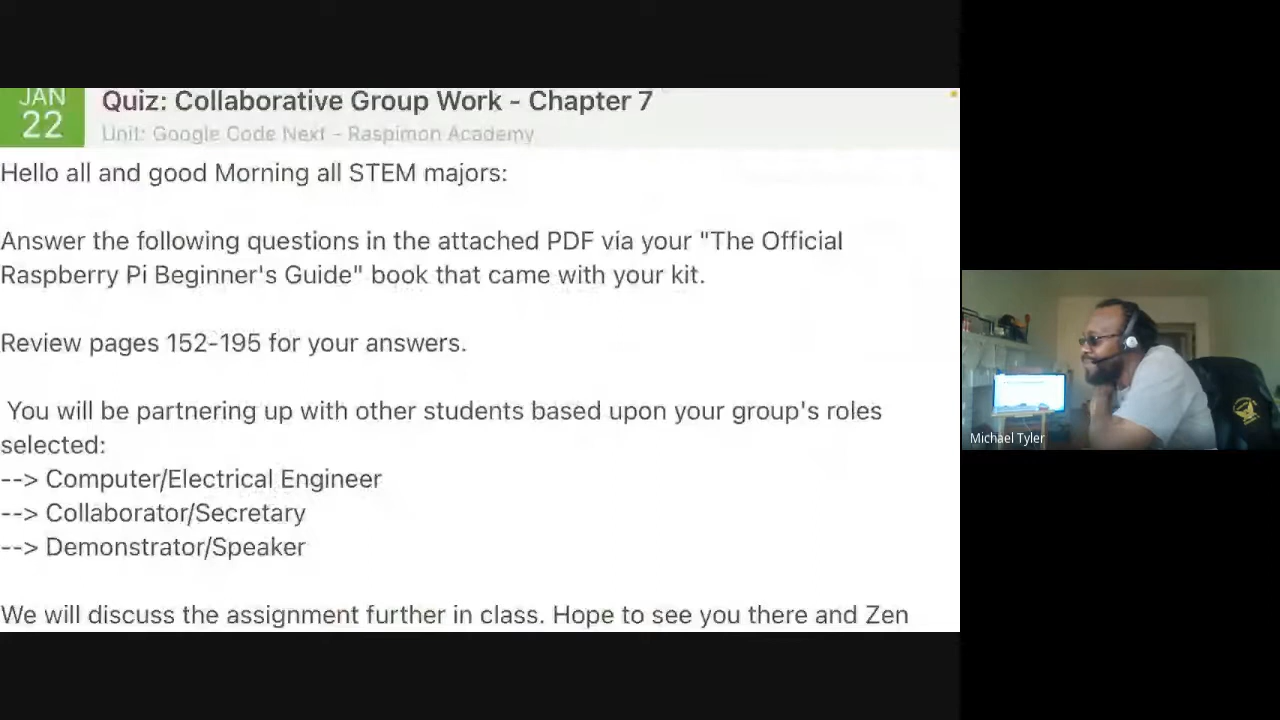 JAN
22
Quiz: Collaborative Group Work - Chapter 7
Unit: Google Code Next - Raspimon Academy
Hello all and good Morning all STEM majors:
Answer the following questions in the attached PDF via your "The Official
Raspberry Pi Beginner's Guide" book that came with your kit.
Review pages 152-195 for your answers.
You will be partnering up with other students based upon your group's roles
selected:
--> Computer/Electrical Engineer
--> Collaborator/Secretary
--> Demonstrator/Speaker
We will discuss the assignment further in class. Hope to see you there and Zen
Michael Tyler